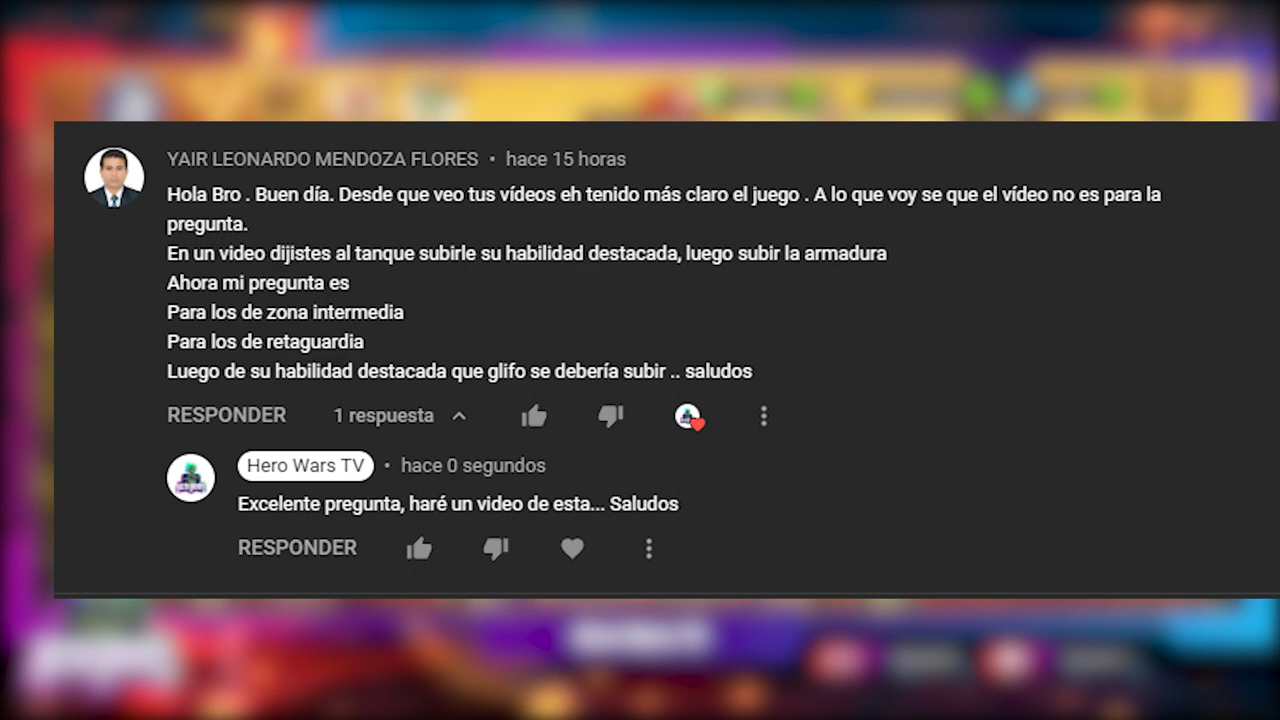 YAIR LEONARDO MENDOZA FLORES • hace 15 horas
Hola Bro . Buen día. Desde que veo tus vídeos eh tenido más claro el juego . A lo que voy se que el vídeo no es para la
pregunta.
En un video dijistes al tanque subirle su habilidad destacada, luego subir la armadura
Ahora mi pregunta es
Para los de zona intermedia
Para los de retaguardia
Luego de su habilidad destacada que glifo se debería subir .. saludos
RESPONDER 1 respuesta
Hero Wars TV • hace 0 segundos
Excelente pregunta, haré un video de esta... Saludos
RESPONDER